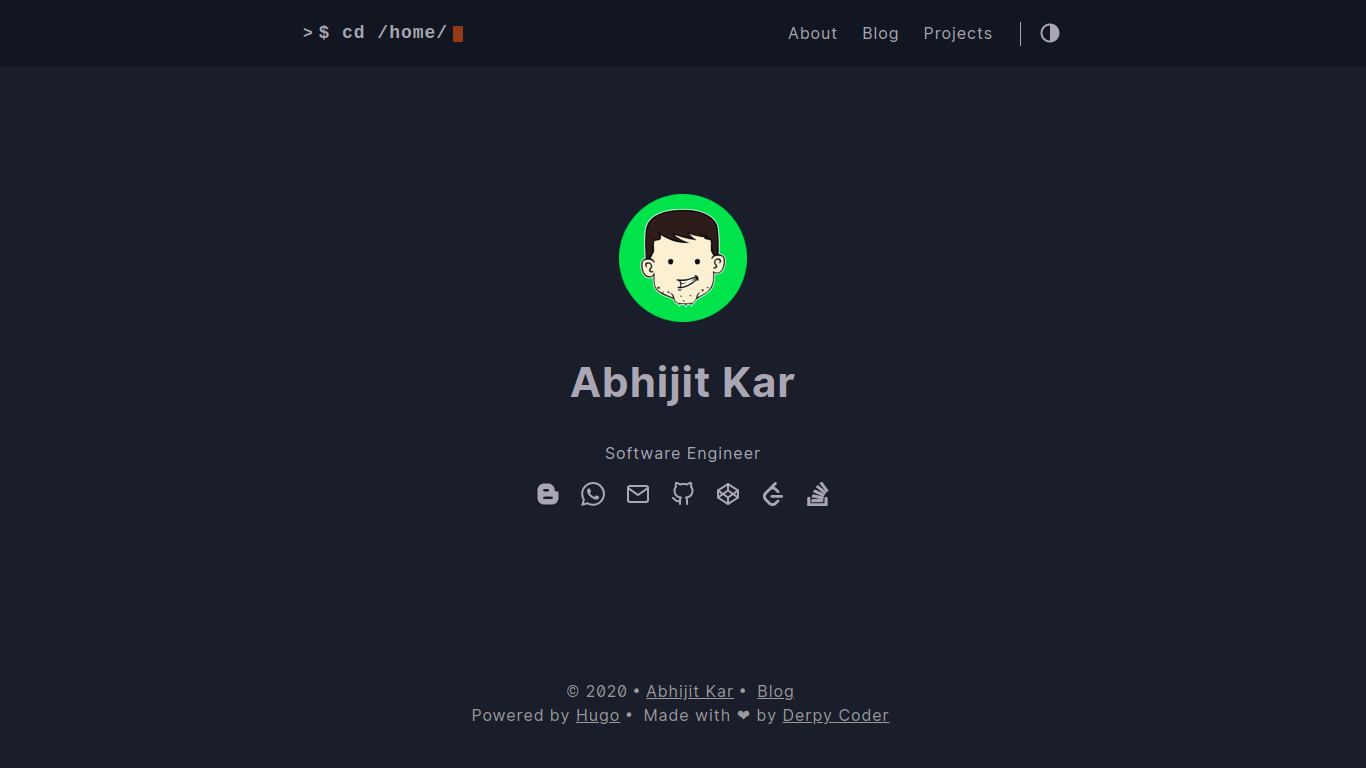 > $ cd /home/
About Blog Projects
Abhijit Kar
Software Engineer
© 2020 • Abhijit Kar • Blog
Powered by Hugo • Made with ❤ by Derpy Coder